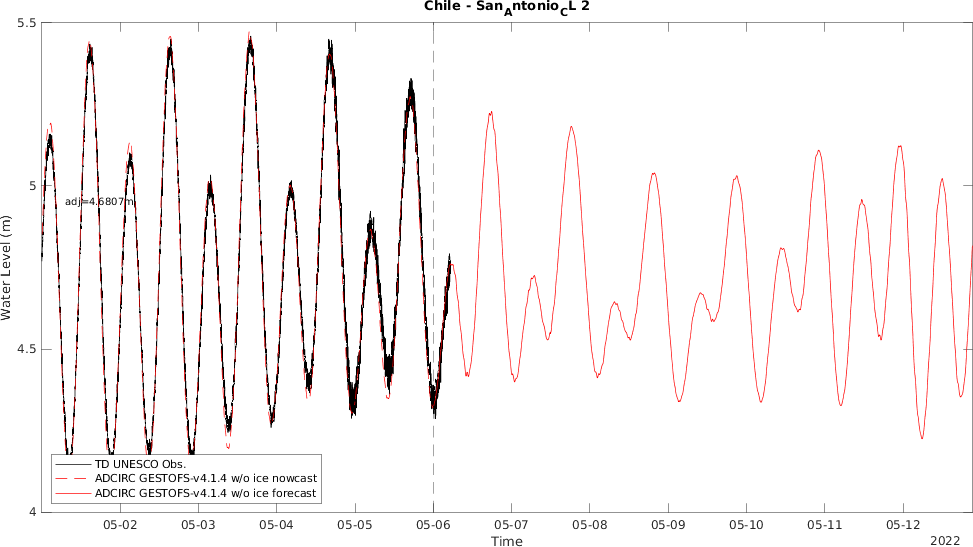 Chile - SanAntonioCL 2
5.5
5
4.5
4
Water Level (m)
adj=4.6807m
TD UNESCO Obs.
ADCIRC GESTOFS-v4.1.4 w/o ice nowcast
ADCIRC GESTOFS-v4.1.4 w/o ice forecast
05-02 05-03 05-04 05-05 05-06 05-07 05-08 05-09 05-10 05-11 05-12
Time
2022